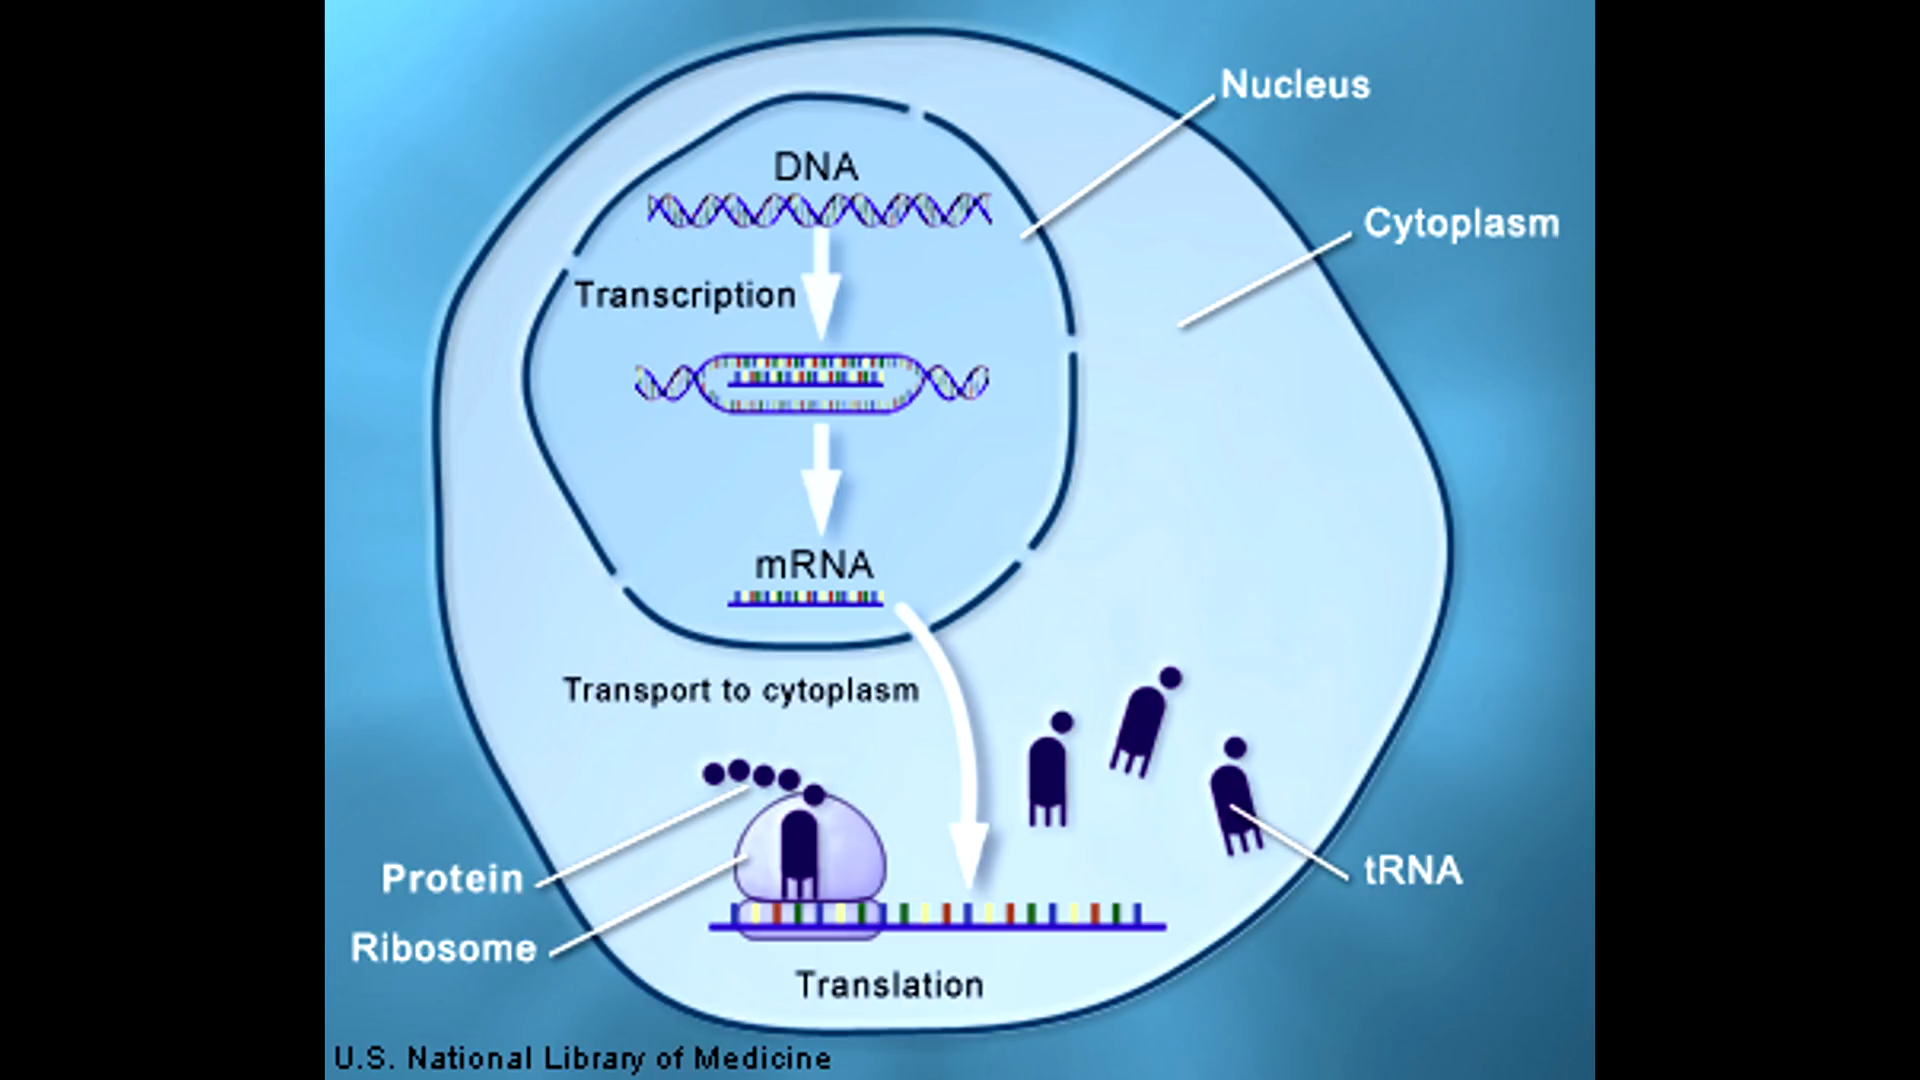 Nucleus
DNA
Cytoplasm
Transcription
mRNA
Transport to cytoplasm
Protein
tRNA
Ribosome
Translation
U.S. National Library of Medicine